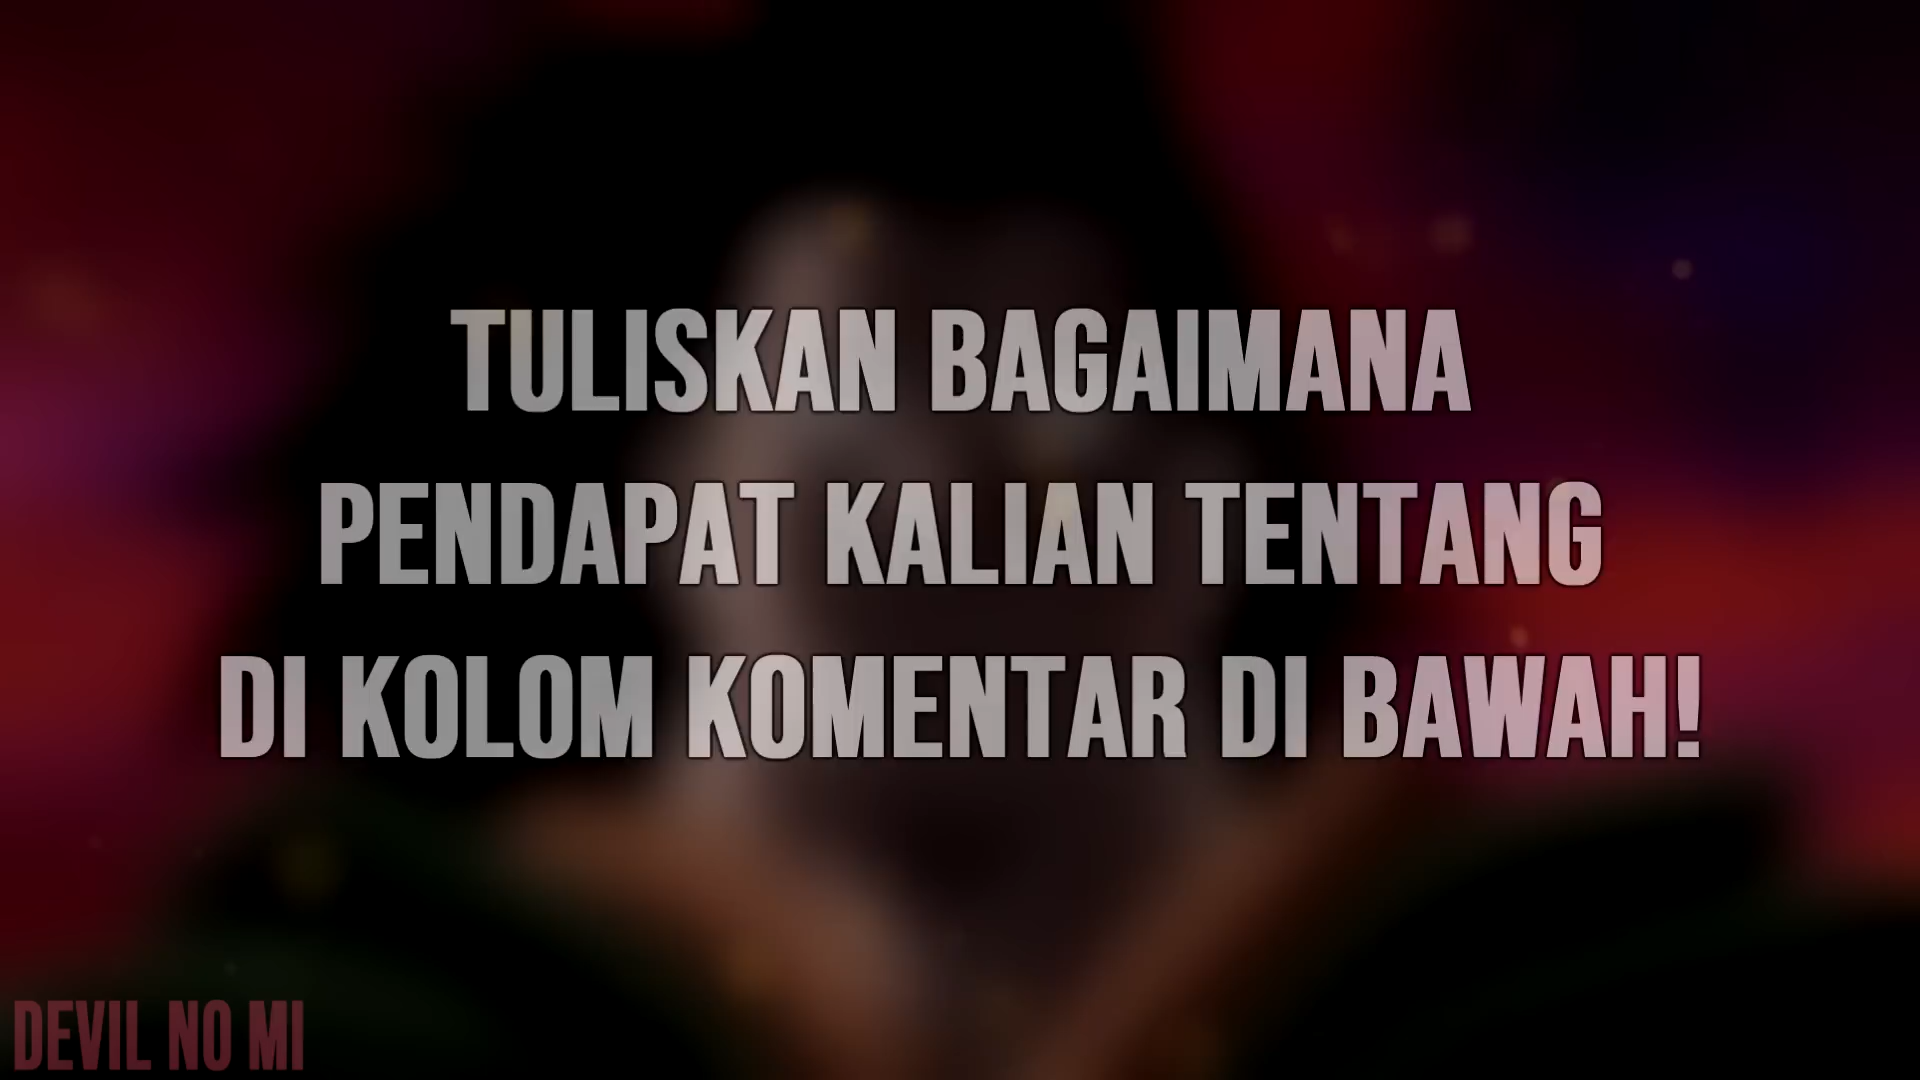 TULISKAN BAGAIMANA
PENDAPAT KALIAN TENTANG
DI KOLOM KOMENTAR DI BAWAH!
DEVIL NO MI